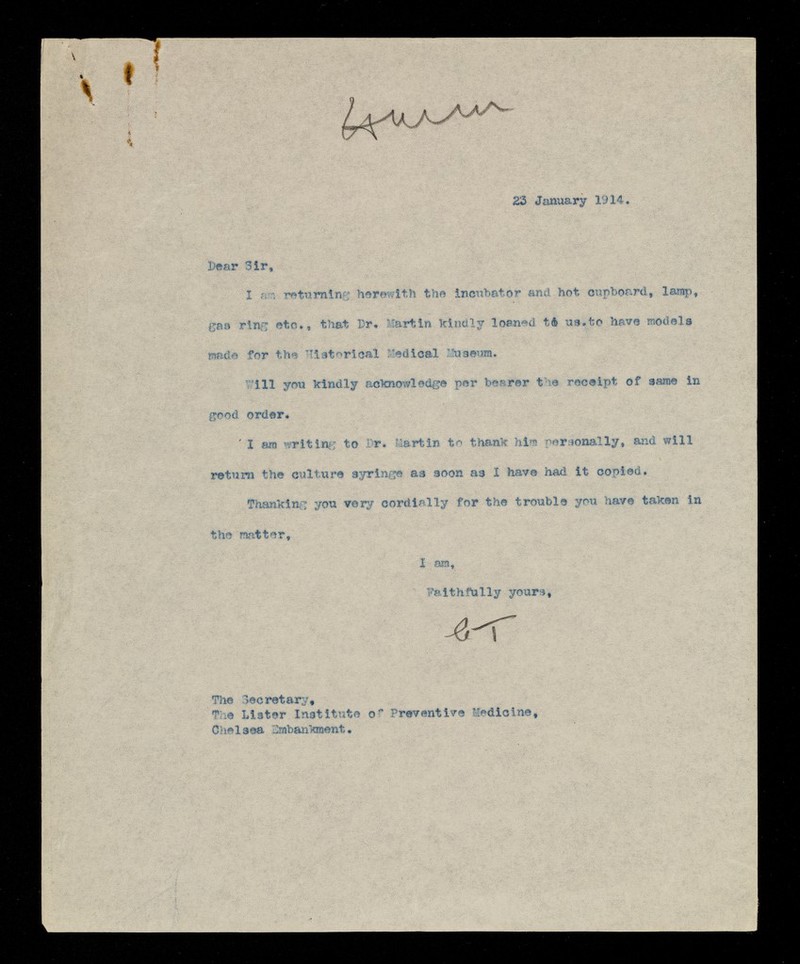 23 January 1914.
Dear Sir,
I am returning herewith the incubator and hot cupboard, lamp,
gas ring etc., that Dr. Martin kindly loaned to us.to have models
made for the Historical Medical Museum.
Will you kindly acknowledge per bearer the receipt of same in
good order.
I am writing to Dr. Martin to thank him personally, and will
return the culture syringe as soon as I have had it copied.
Thanking you very cordially for the trouble you have taken in
the matter,
I am,
Faithfully yours,
CT
The Secretary,
The Lister Institute of Preventive Medicine,
Chelsea Embankment.